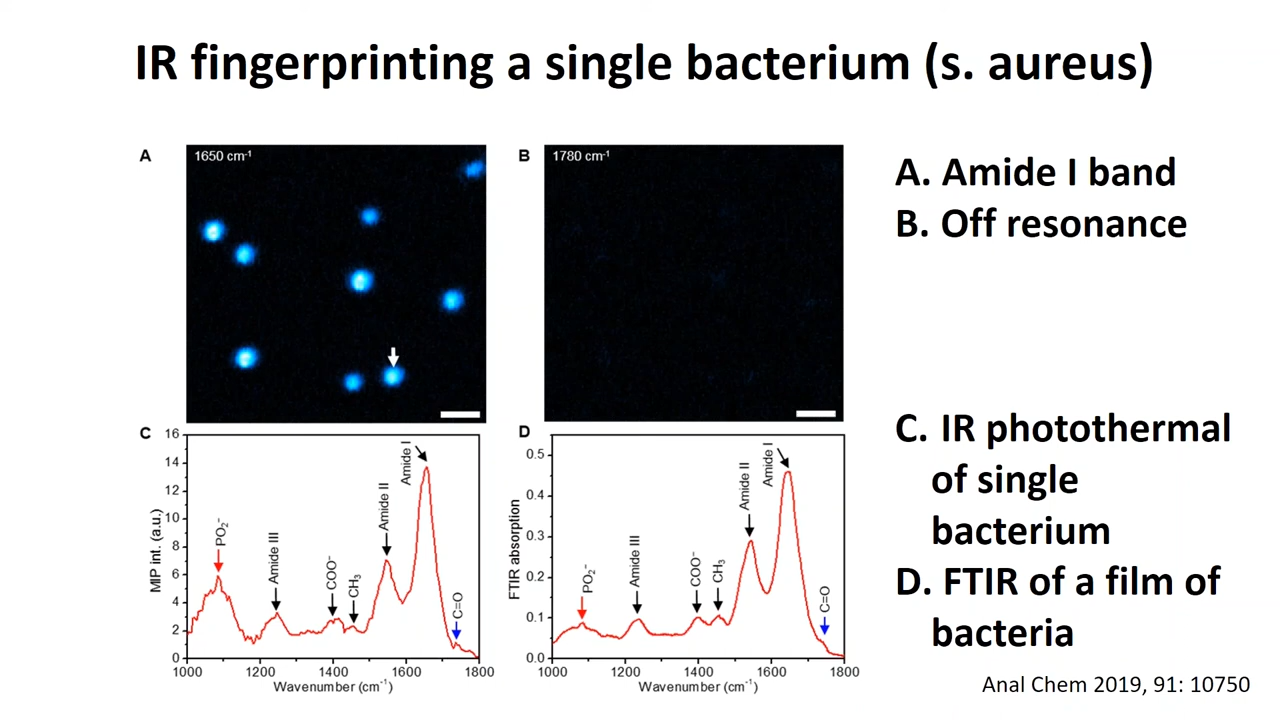 IR fingerprinting a single bacterium (s. aureus)
A
1650 cm⁻¹
B
1780 cm⁻¹
A. Amide I band
B. Off resonance
C
16
14
12
10
8
6
4
2
0
MIP int. (a.u.)
PO₂⁻
Amide III
COO⁻
CH₃
Amide II
Amide I
C=O
1000
1200
1400
1600
1800
Wavenumber (cm⁻¹)
D
0.5
0.4
0.3
0.2
0.1
0.0
FTIR absorption
PO₂⁻
Amide III
COO⁻
CH₃
Amide II
Amide I
C=O
1000
1200
1400
1600
1800
Wavenumber (cm⁻¹)
C. IR photothermal
of single
bacterium
D. FTIR of a film of
bacteria
Anal Chem 2019, 91: 10750